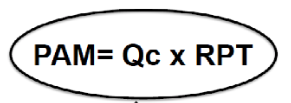 PAM= Qc x RPT